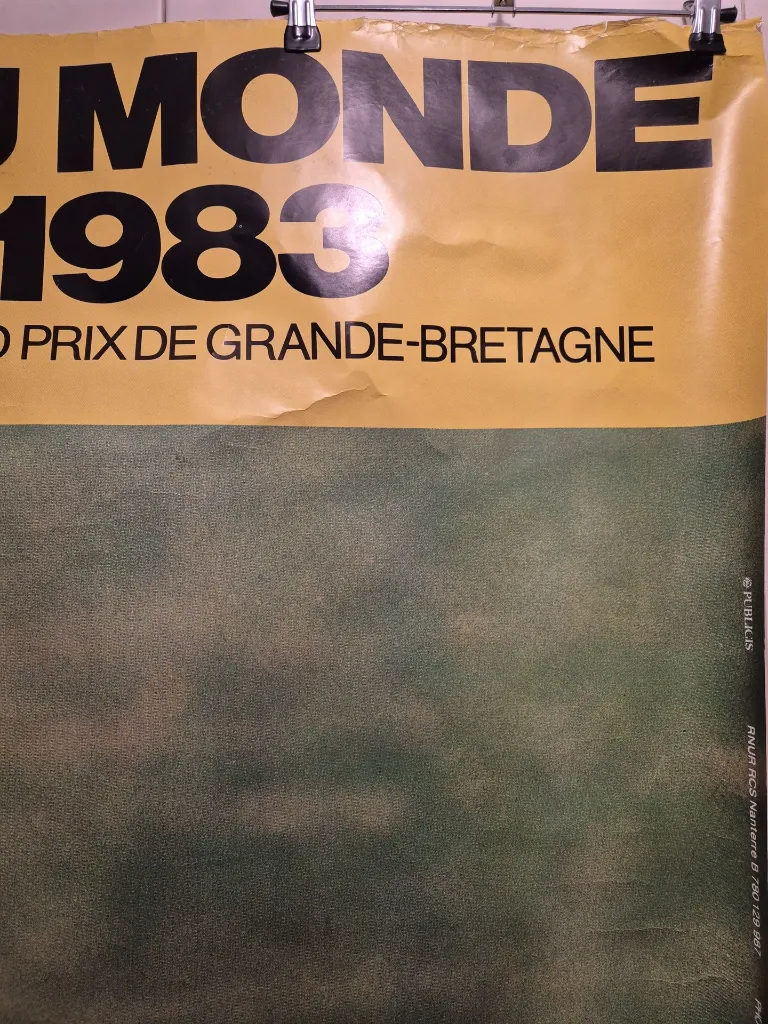 U MONDE
1983
D PRIX DE GRANDE-BRETAGNE
PUBLICIS
RNUR RCS Nanterre B 780 129 987